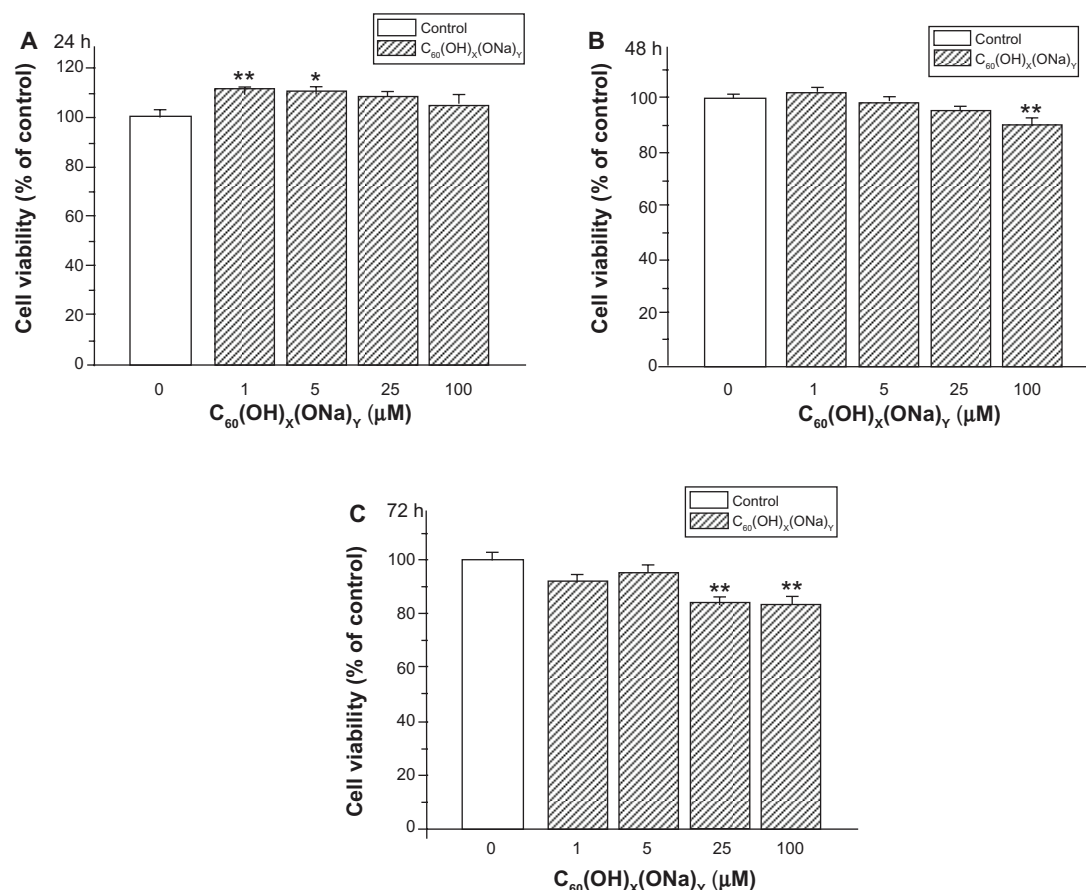 A
24 h
Control
C₆₀(OH)ₓ(ONa)ᵧ
Cell viability (% of control)
120
100
80
60
40
20
0
** *
0 1 5 25 100
C₆₀(OH)ₓ(ONa)ᵧ (μM)
B
48 h
Control
C₆₀(OH)ₓ(ONa)ᵧ
Cell viability (% of control)
100
80
60
40
20
0
**
0 1 5 25 100
C₆₀(OH)ₓ(ONa)ᵧ (μM)
C
72 h
Control
C₆₀(OH)ₓ(ONa)ᵧ
Cell viability (% of control)
100
80
60
40
20
0
** **
0 1 5 25 100
C₆₀(OH)ₓ(ONa)ᵧ (μM)